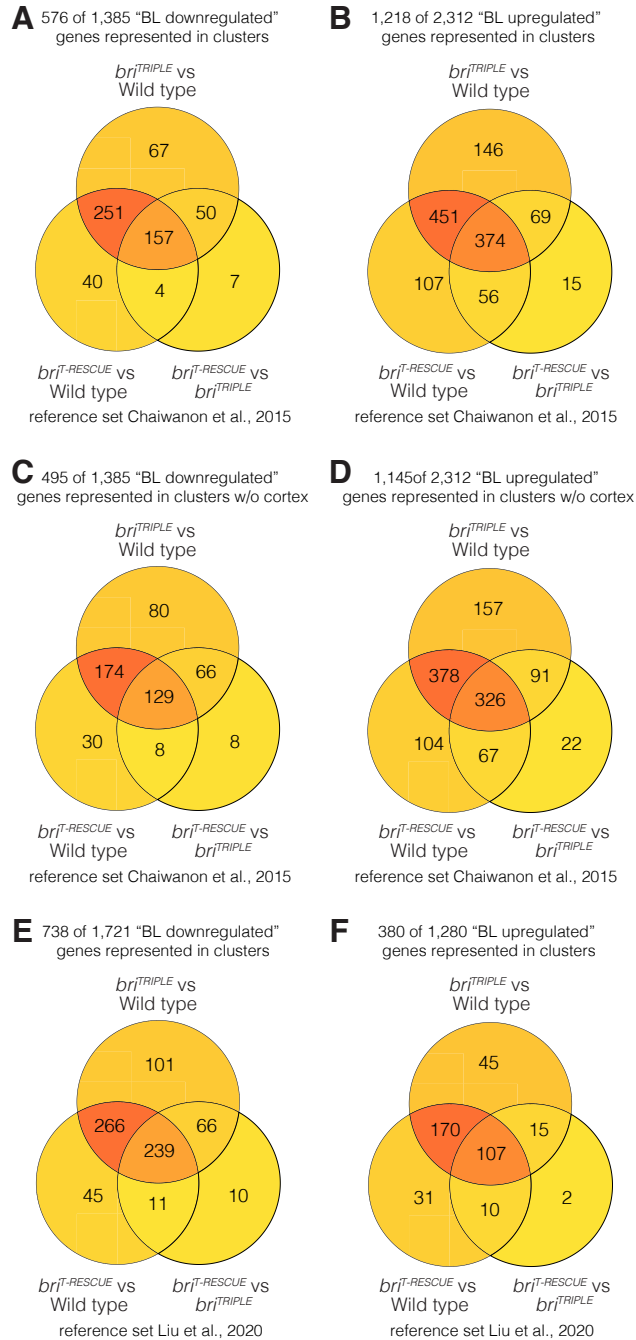 A 576 of 1,385 “BL downregulated”
genes represented in clusters
bri^TRIPLE vs
Wild type
67
251
50
157
40
4
7
bri^T-RESCUE vs
Wild type
bri^T-RESCUE vs
bri^TRIPLE
reference set Chaiwanon et al., 2015
B 1,218 of 2,312 “BL upregulated”
genes represented in clusters
bri^TRIPLE vs
Wild type
146
451
69
374
107
56
15
bri^T-RESCUE vs
Wild type
bri^T-RESCUE vs
bri^TRIPLE
reference set Chaiwanon et al., 2015
C 495 of 1,385 “BL downregulated”
genes represented in clusters w/o cortex
bri^TRIPLE vs
Wild type
80
174
66
129
30
8
8
bri^T-RESCUE vs
Wild type
bri^T-RESCUE vs
bri^TRIPLE
reference set Chaiwanon et al., 2015
D 1,145of 2,312 “BL upregulated”
genes represented in clusters w/o cortex
bri^TRIPLE vs
Wild type
157
378
91
326
104
67
22
bri^T-RESCUE vs
Wild type
bri^T-RESCUE vs
bri^TRIPLE
reference set Chaiwanon et al., 2015
E 738 of 1,721 “BL downregulated”
genes represented in clusters
bri^TRIPLE vs
Wild type
101
266
66
239
45
11
10
bri^T-RESCUE vs
Wild type
bri^T-RESCUE vs
bri^TRIPLE
reference set Liu et al., 2020
F 380 of 1,280 “BL upregulated”
genes represented in clusters
bri^TRIPLE vs
Wild type
45
170
15
107
31
10
2
bri^T-RESCUE vs
Wild type
bri^T-RESCUE vs
bri^TRIPLE
reference set Liu et al., 2020